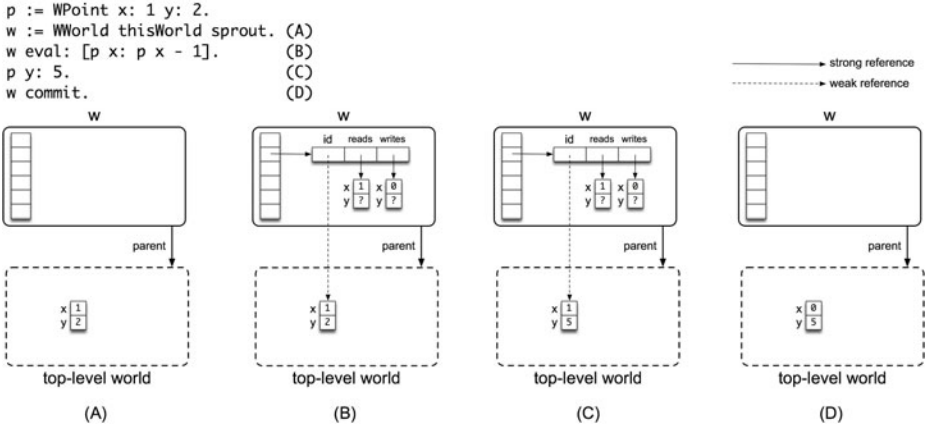 p := WPoint x: 1 y: 2.
w := WWorld thisWorld sprout. (A)
w eval: [p x: p x - 1]. (B)
p y: 5. (C)
w commit. (D)
strong reference
weak reference
w
parent
x 1
y 2
top-level world
(A)
w
id reads writes
x 1 x 0
y ? y ?
parent
x 1
y 2
top-level world
(B)
w
id reads writes
x 1 x 0
y ? y ?
parent
x 1
y 5
top-level world
(C)
w
parent
x 0
y 5
top-level world
(D)